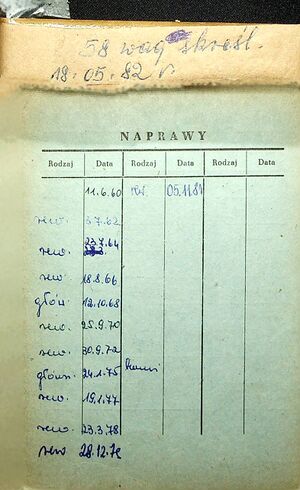 58 wag skreśl.
18.05.82 r.
NAPRAWY
Rodzaj Data Rodzaj Data Rodzaj Data
11.6.60 rew. 05.11.81
rew. 3.7.62
rew. 23.7.64
rew. 18.8.66
główn. 12.10.68
rew. 25.9.70
rew. 30.9.72
główn. 24.1.75
rew. 19.1.77
rew. 23.3.78
rew 28.12.78